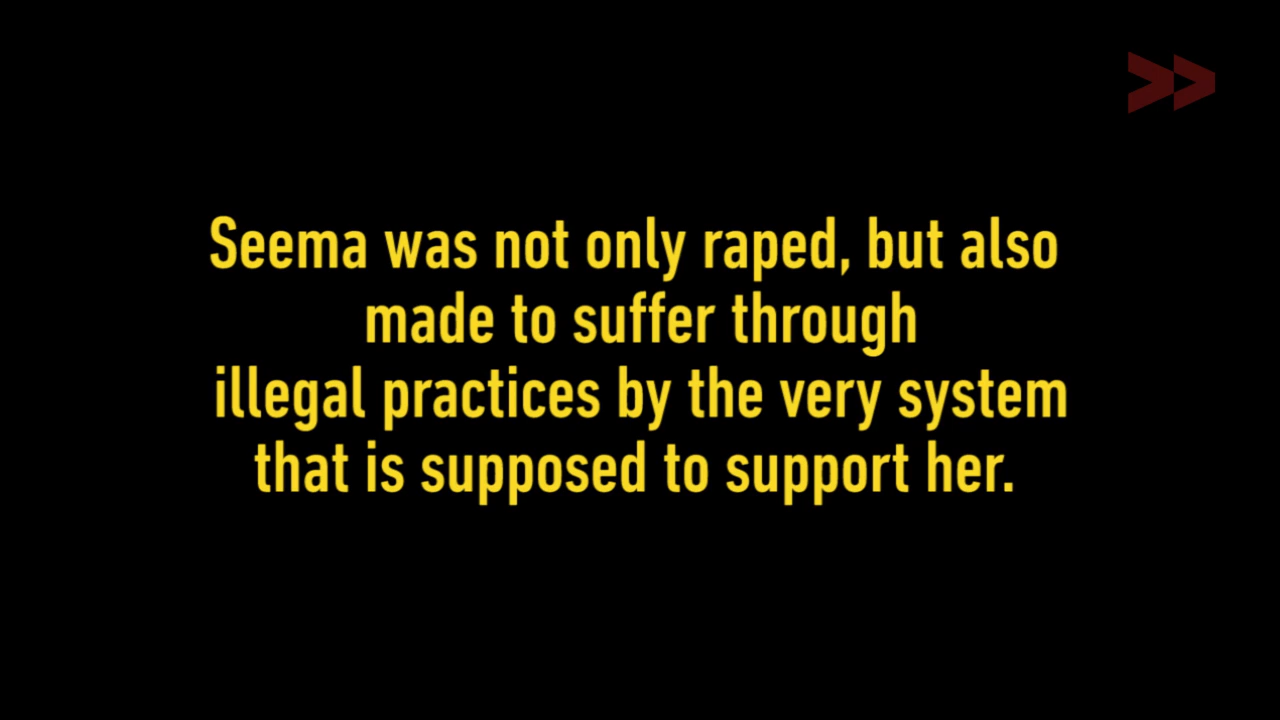 Seema was not only raped, but also
made to suffer through
illegal practices by the very system
that is supposed to support her.